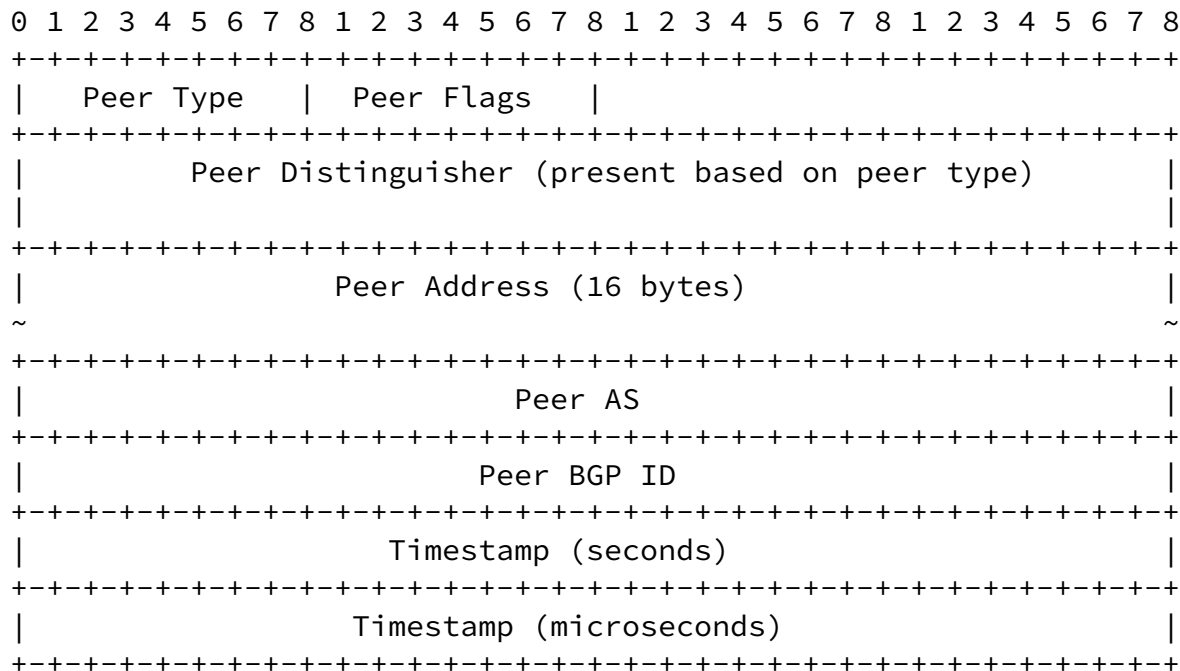 0 1 2 3 4 5 6 7 8 1 2 3 4 5 6 7 8 1 2 3 4 5 6 7 8 1 2 3 4 5 6 7 8
+-+-+-+-+-+-+-+-+-+-+-+-+-+-+-+-+-+-+-+-+-+-+-+-+-+-+-+-+-+-+-+-+
|   Peer Type   |  Peer Flags   |
+-+-+-+-+-+-+-+-+-+-+-+-+-+-+-+-+-+-+-+-+-+-+-+-+-+-+-+-+-+-+-+-+
|         Peer Distinguisher (present based on peer type)       |
|                                                               |
+-+-+-+-+-+-+-+-+-+-+-+-+-+-+-+-+-+-+-+-+-+-+-+-+-+-+-+-+-+-+-+-+
|                 Peer Address (16 bytes)                       |
~                                                               ~
+-+-+-+-+-+-+-+-+-+-+-+-+-+-+-+-+-+-+-+-+-+-+-+-+-+-+-+-+-+-+-+-+
|                           Peer AS                             |
+-+-+-+-+-+-+-+-+-+-+-+-+-+-+-+-+-+-+-+-+-+-+-+-+-+-+-+-+-+-+-+-+
|                         Peer BGP ID                           |
+-+-+-+-+-+-+-+-+-+-+-+-+-+-+-+-+-+-+-+-+-+-+-+-+-+-+-+-+-+-+-+-+
|                    Timestamp (seconds)                        |
+-+-+-+-+-+-+-+-+-+-+-+-+-+-+-+-+-+-+-+-+-+-+-+-+-+-+-+-+-+-+-+-+
|                  Timestamp (microseconds)                     |
+-+-+-+-+-+-+-+-+-+-+-+-+-+-+-+-+-+-+-+-+-+-+-+-+-+-+-+-+-+-+-+-+